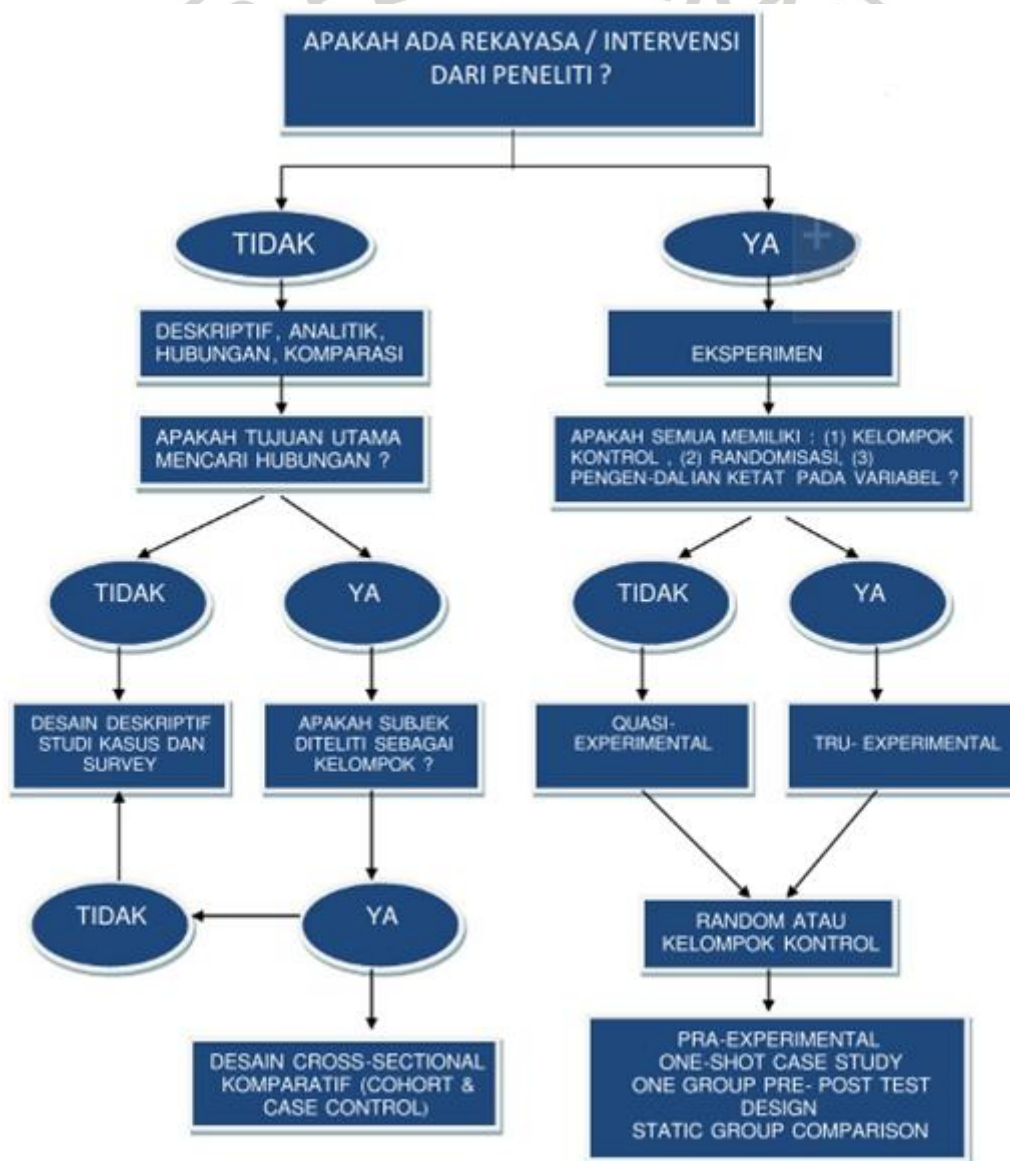 APAKAH ADA REKAYASA / INTERVENSI
DARI PENELITI ?
TIDAK
YA
DESKRIPTIF, ANALITIK,
HUBUNGAN, KOMPARASI
EKSPERIMEN
APAKAH TUJUAN UTAMA
MENCARI HUBUNGAN ?
APAKAH SEMUA MEMILIKI : (1) KELOMPOK
KONTROL , (2) RANDOMISASI, (3)
PENGEN-DALIAN KETAT PADA VARIABEL ?
TIDAK
YA
TIDAK
YA
DESAIN DESKRIPTIF
STUDI KASUS DAN
SURVEY
APAKAH SUBJEK
DITELITI SEBAGAI
KELOMPOK ?
QUASI-
EXPERIMENTAL
TRU- EXPERIMENTAL
TIDAK
YA
RANDOM ATAU
KELOMPOK KONTROL
DESAIN CROSS-SECTIONAL
KOMPARATIF (COHORT &
CASE CONTROL)
PRA-EXPERIMENTAL
ONE-SHOT CASE STUDY
ONE GROUP PRE- POST TEST
DESIGN
STATIC GROUP COMPARISON